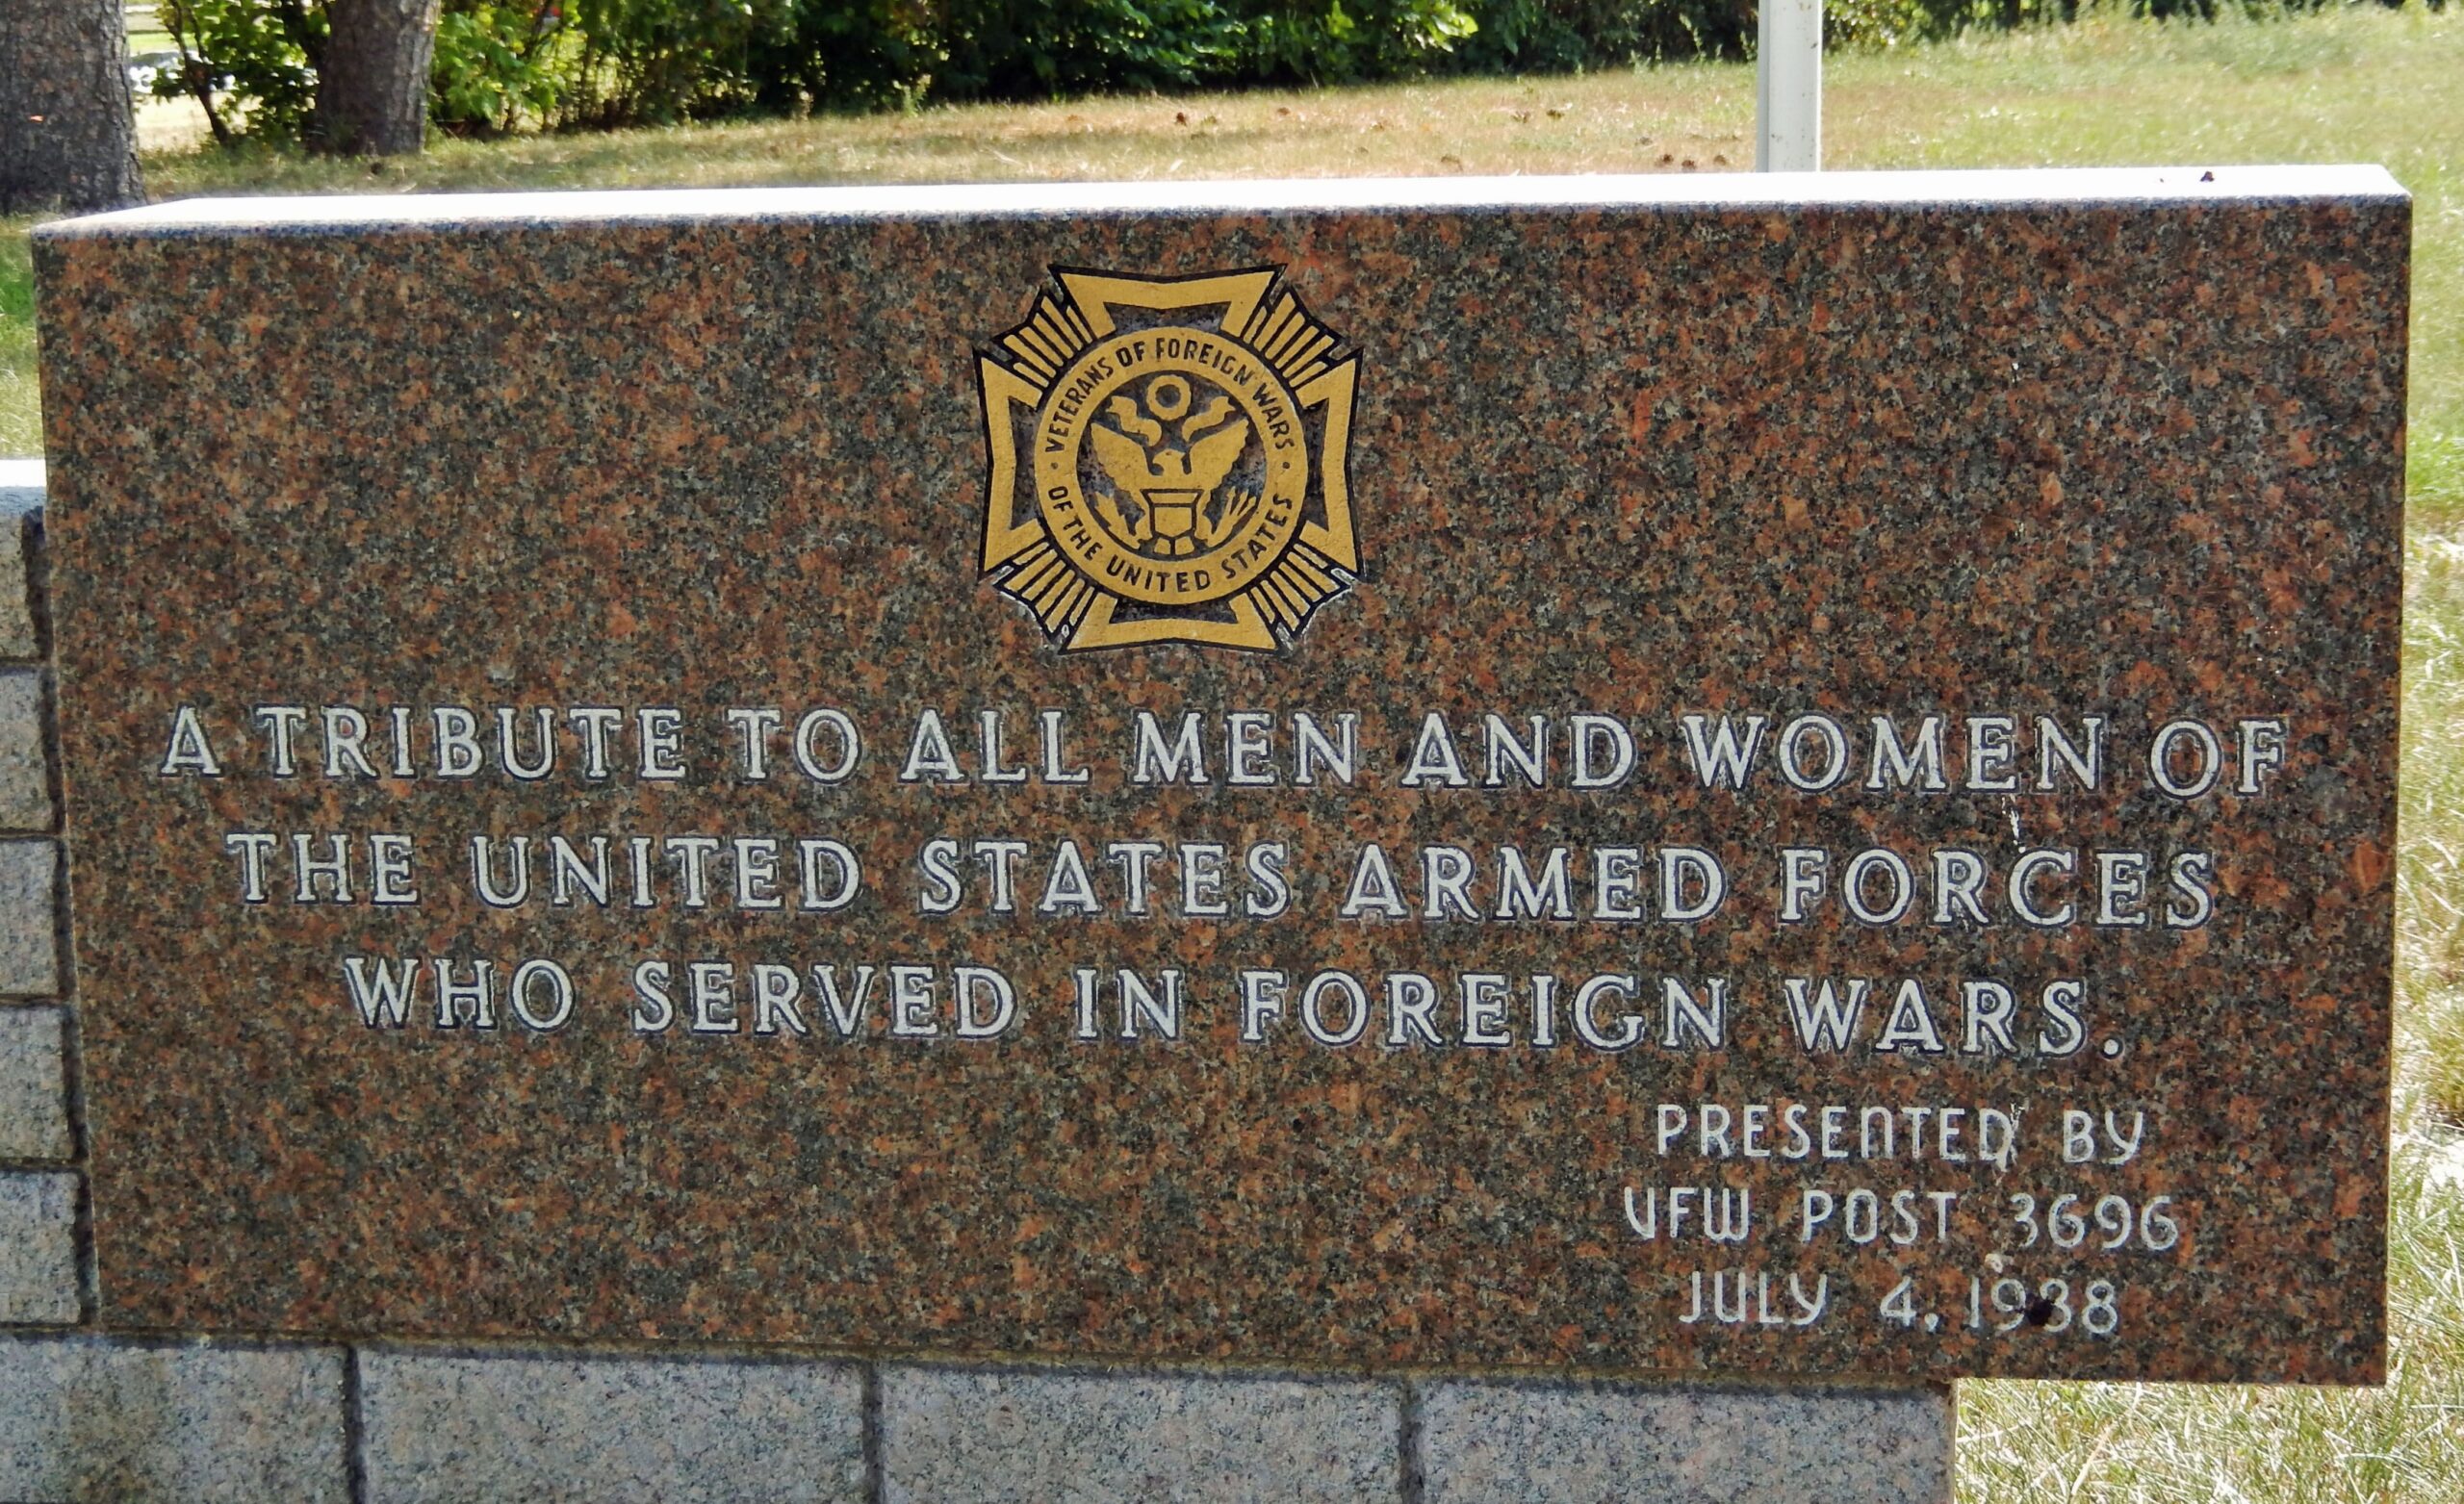 VETERANS OF FOREIGN WARS
OF THE UNITED STATES
A TRIBUTE TO ALL MEN AND WOMEN OF
THE UNITED STATES ARMED FORCES
WHO SERVED IN FOREIGN WARS.
PRESENTED BY
VFW POST 3696
JULY 4, 1938